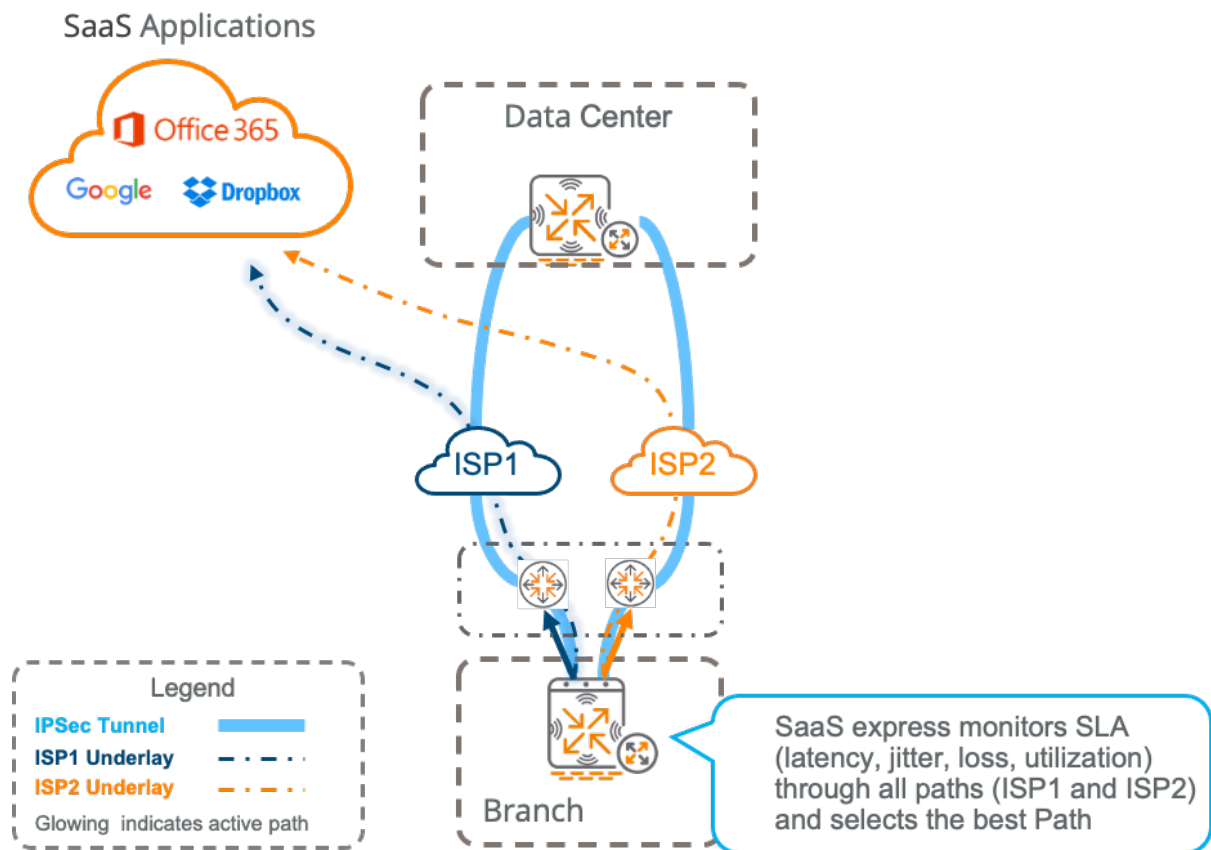 SaaS Applications
Office 365
Google
Dropbox
Data Center
ISP1
ISP2
Legend
IPSec Tunnel
ISP1 Underlay
ISP2 Underlay
Glowing indicates active path
Branch
SaaS express monitors SLA
(latency, jitter, loss, utilization)
through all paths (ISP1 and ISP2)
and selects the best Path